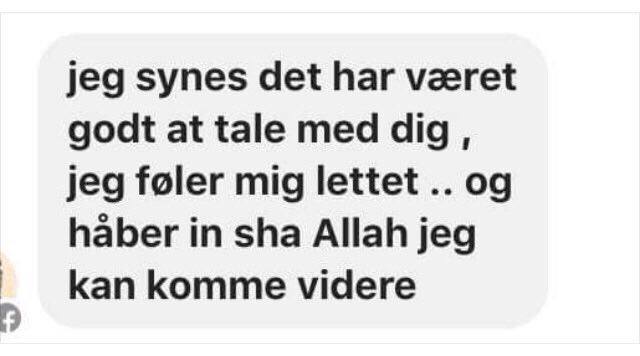 jeg synes det har været
godt at tale med dig ,
jeg føler mig lettet .. og
håber in sha Allah jeg
kan komme videre